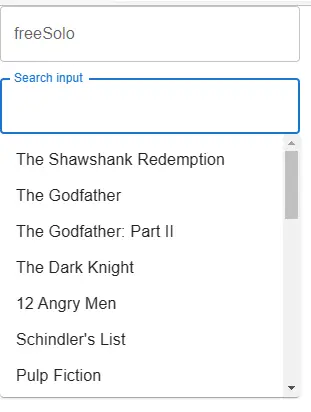 freeSolo
Search input
The Shawshank Redemption
The Godfather
The Godfather: Part II
The Dark Knight
12 Angry Men
Schindler's List
Pulp Fiction